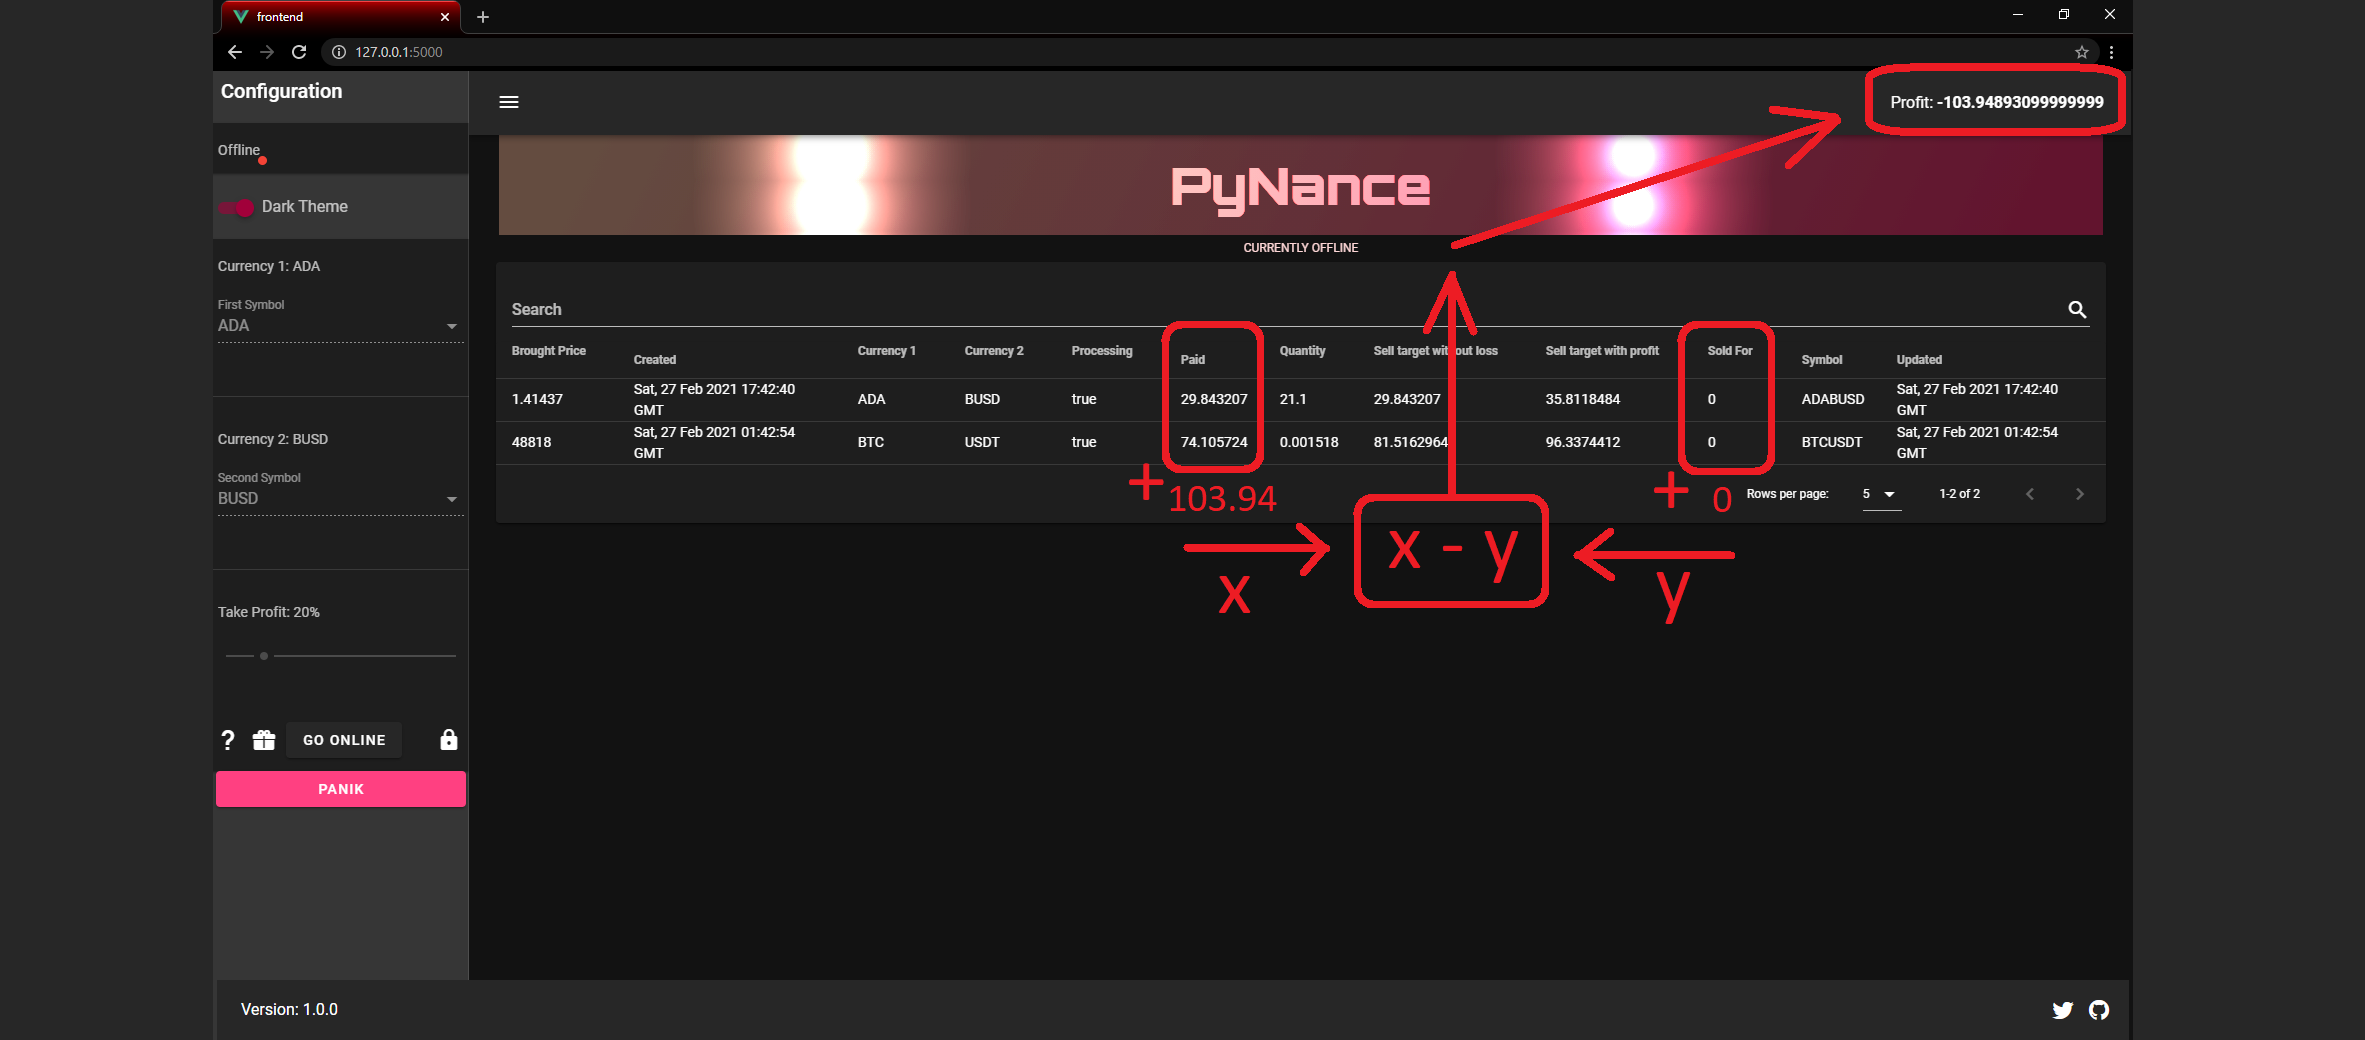 frontend
127.0.0.1:5000
Configuration
Profit: -103.94893099999999
Offline
Dark Theme
PyNance
CURRENTLY OFFLINE
Currency 1: ADA
First Symbol
ADA
Currency 2: BUSD
Second Symbol
BUSD
Take Profit: 20%
? GO ONLINE
PANIK
Search
Brought Price Created Currency 1 Currency 2 Processing Paid Quantity Sell target without loss Sell target with profit Sold For Symbol Updated
1.41437 Sat, 27 Feb 2021 17:42:40 GMT ADA BUSD true 29.843207 21.1 29.843207 35.8118484 0 ADABUSD Sat, 27 Feb 2021 17:42:40 GMT
48818 Sat, 27 Feb 2021 01:42:54 GMT BTC USDT true 74.105724 0.001518 81.5162964 96.3374412 0 BTCUSDT Sat, 27 Feb 2021 01:42:54 GMT
+ 103.94
+ 0
Rows per page: 5 1-2 of 2
x - y
x
y
Version: 1.0.0